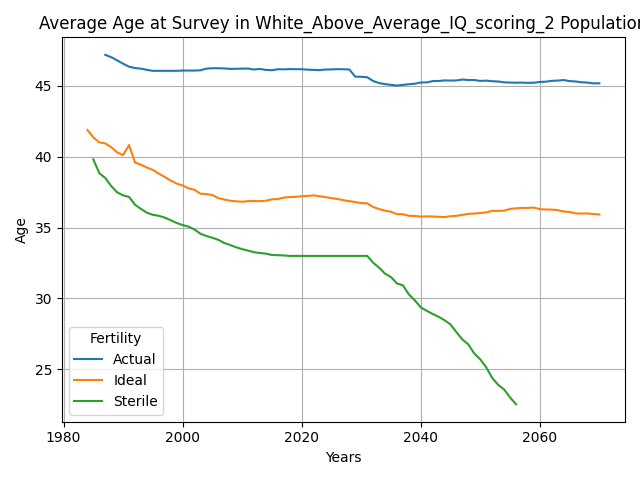 Average Age at Survey in White_Above_Average_IQ_scoring_2 Population
45
40
35
30
25
Age
Fertility
Actual
Ideal
Sterile
1980
2000
2020
2040
2060
Years